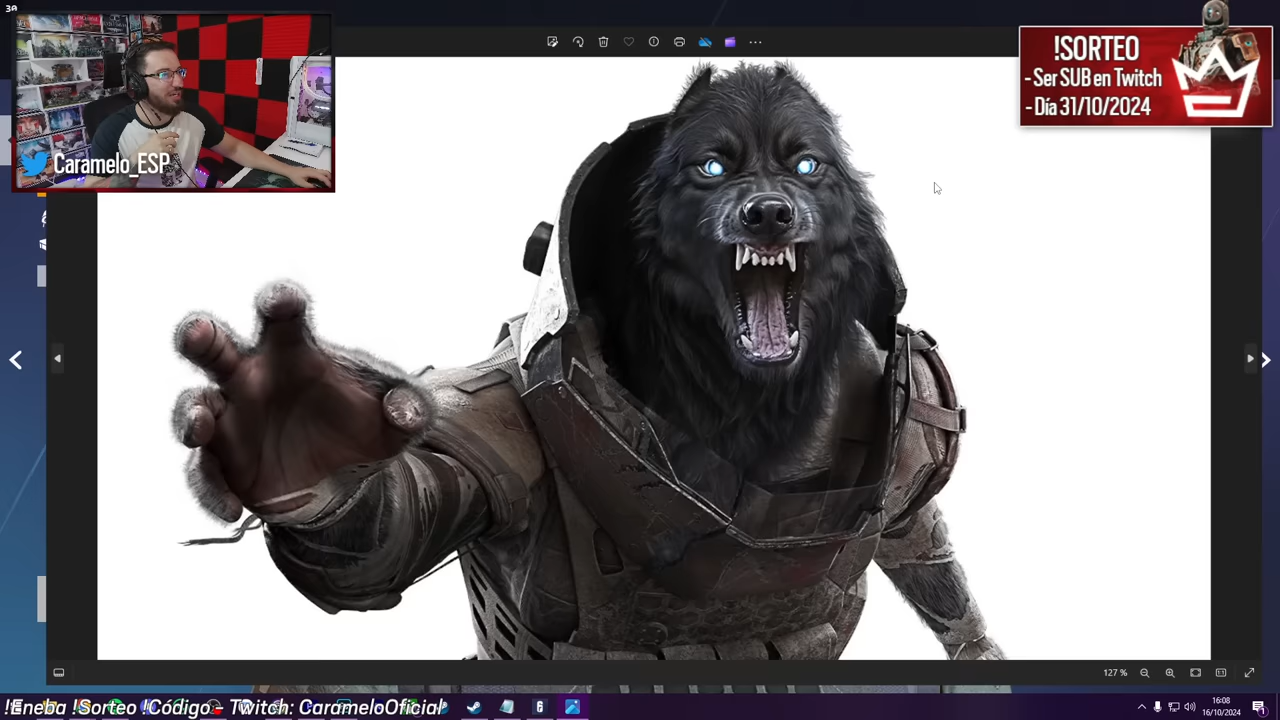 30
!SORTEO
- Ser SUB en Twitch
- Día 31/10/2024
Caramelo_ESP
127 %
!Eneba !Sorteo !Código - Twitch: CarameloOficial
16:08
16/10/2024